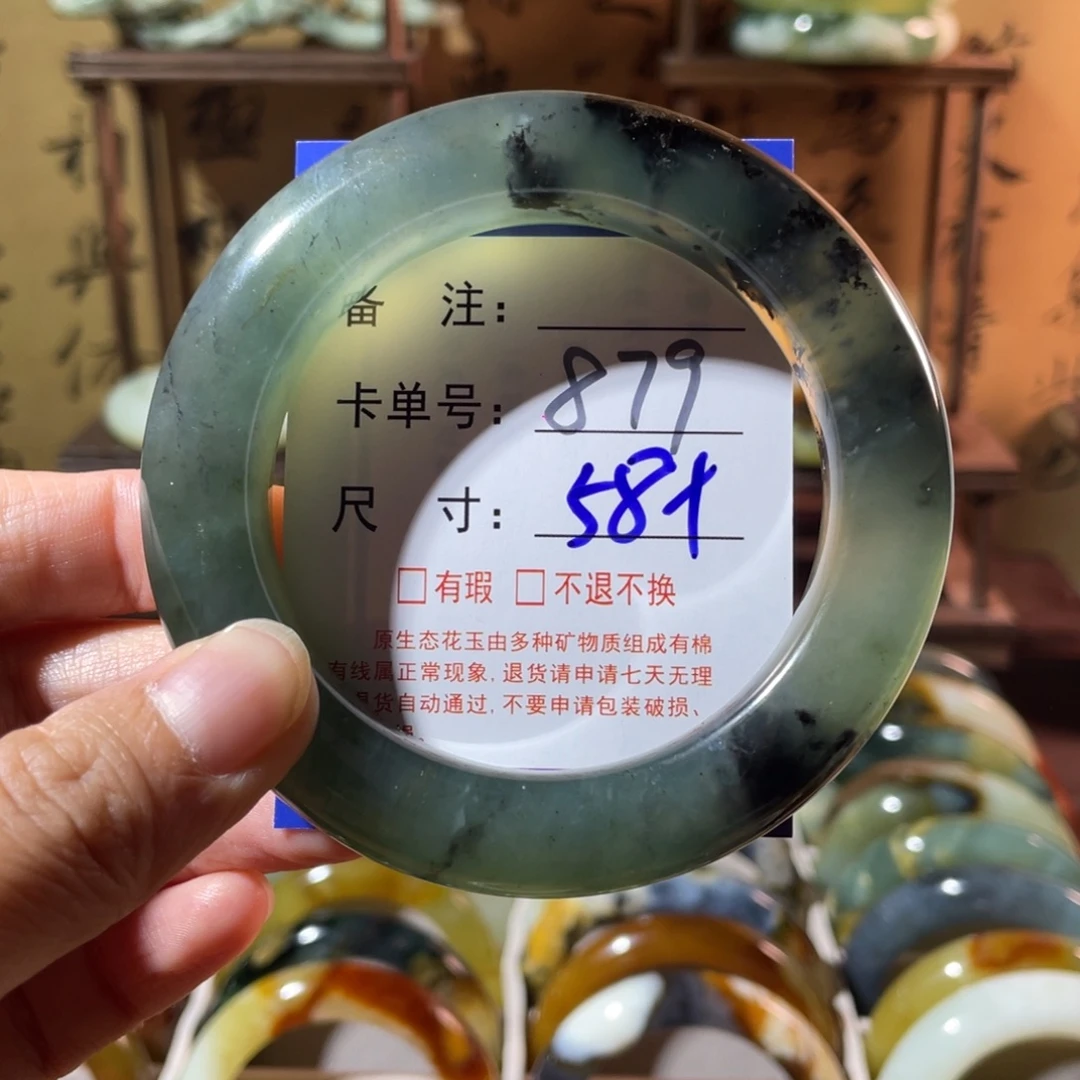 备 注：
卡单号：879
尺 寸：58+
□有瑕 □不退不换
原生态花玉由多种矿物质组成有棉
有线属正常现象，退货请申请七天无理
货自动通过，不要申请包装破损、